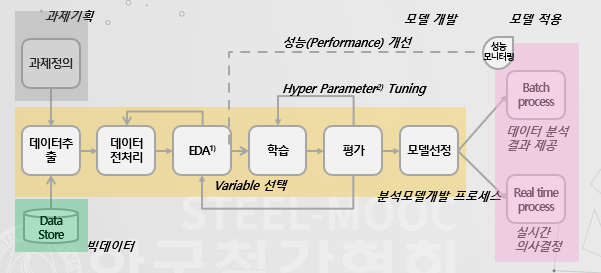 과제기획
모델 개발
모델 적용
과제정의
성능(Performance) 개선
성능
모니터링
Hyper Parameter2) Tuning
Batch
process
데이터 분석
결과 제공
데이터추
출
데이터
전처리
EDA1)
학습
평가
모델선정
Variable 선택
분석모델개발 프로세스
Real time
process
실시간
의사결정
Data
Store
빅데이터
STEEL-MOOC
한국철강협회